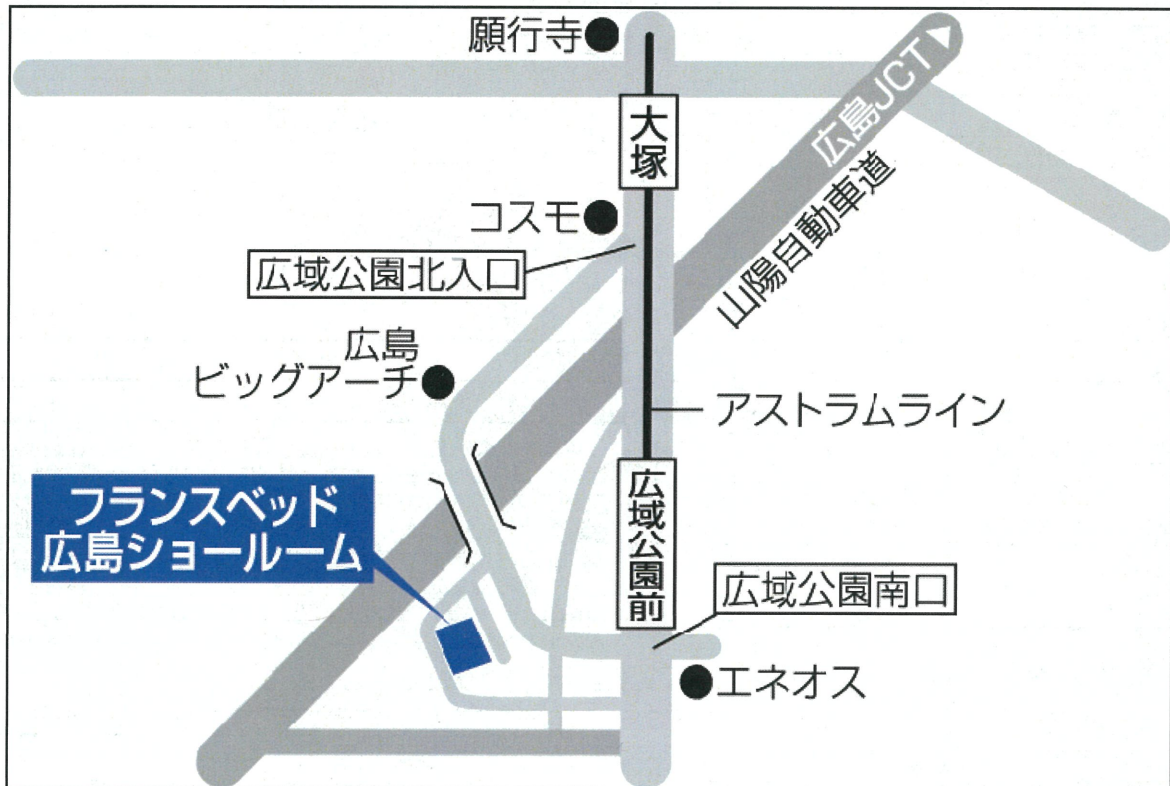 願行寺
広島JCT
大塚
山陽自動車道
コスモ
広域公園北入口
広島
ビッグアーチ
アストラムライン
フランスベッド
広島ショールーム
広域公園前
広域公園南口
エネオス